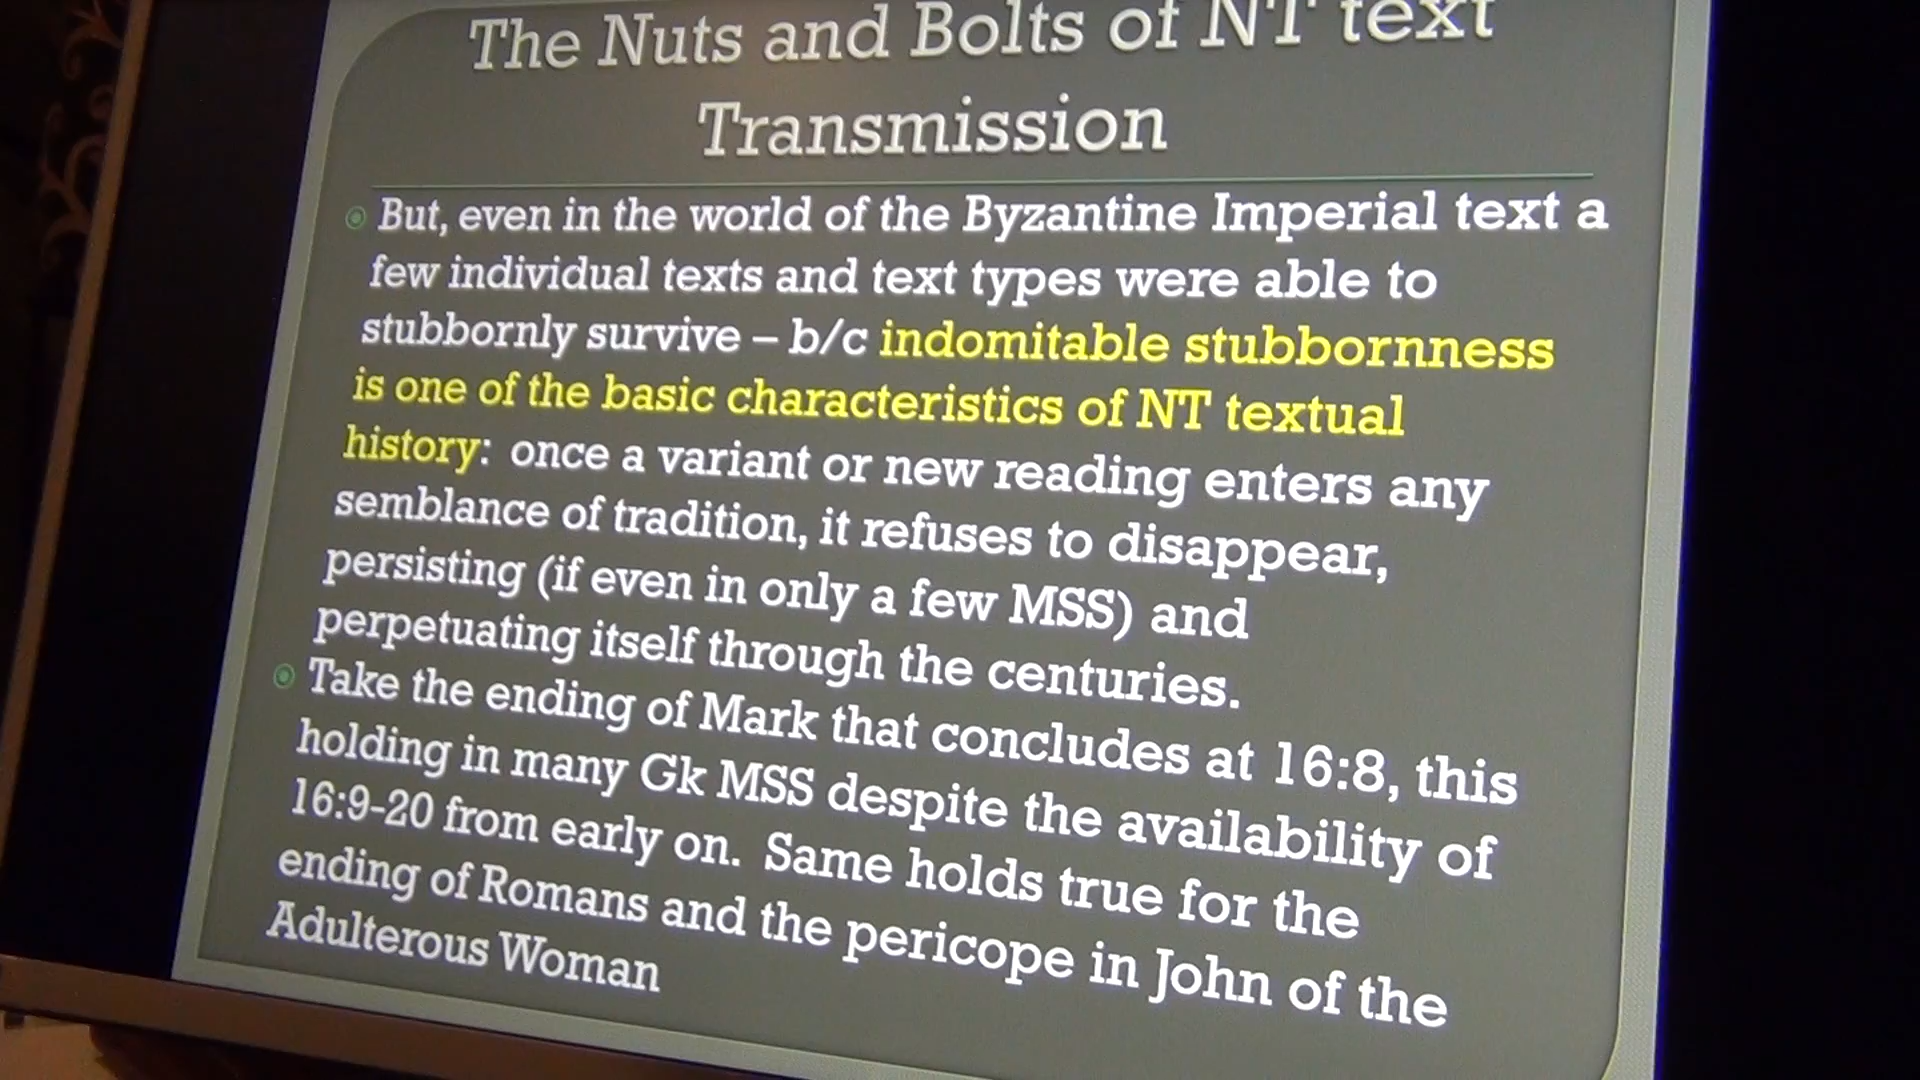 The Nuts and Bolts of NT text
Transmission
But, even in the world of the Byzantine Imperial text a
few individual texts and text types were able to
stubbornly survive – b/c indomitable stubbornness
is one of the basic characteristics of NT textual
history: once a variant or new reading enters any
semblance of tradition, it refuses to disappear,
persisting (if even in only a few MSS) and
perpetuating itself through the centuries.
Take the ending of Mark that concludes at 16:8, this
holding in many Gk MSS despite the availability of
16:9-20 from early on. Same holds true for the
ending of Romans and the pericope in John of the
Adulterous Woman